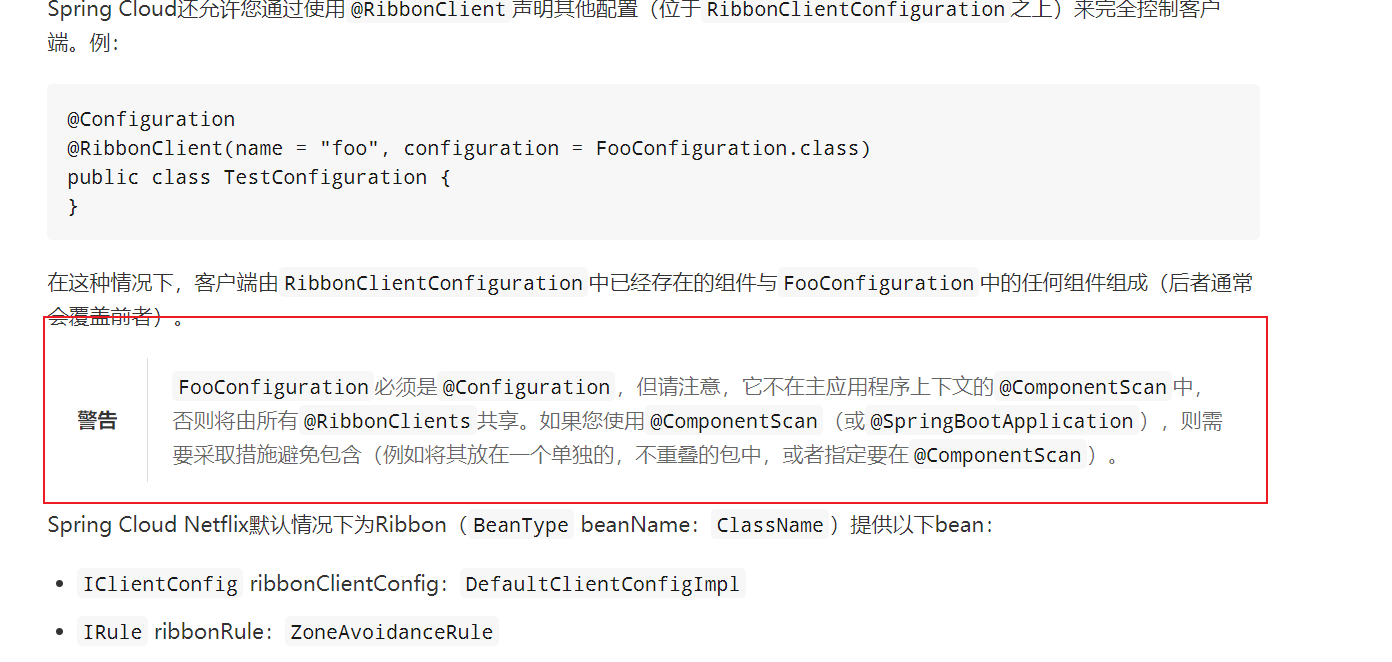 Spring Cloud还允许您通过使用 @RibbonClient 声明其他配置（位于 RibbonClientConfiguration 之上）来完全控制客户
端。例：
@Configuration
@RibbonClient(name = "foo", configuration = FooConfiguration.class)
public class TestConfiguration {
}
在这种情况下，客户端由 RibbonClientConfiguration 中已经存在的组件与 FooConfiguration 中的任何组件组成（后者通常
会覆盖前者）。
警告
FooConfiguration 必须是 @Configuration ，但请注意，它不在主应用程序上下文的 @ComponentScan 中，
否则将由所有 @RibbonClients 共享。如果您使用 @ComponentScan （或 @SpringBootApplication ），则需
要采取措施避免包含（例如将其放在一个单独的，不重叠的包中，或者指定要在 @ComponentScan ）。
Spring Cloud Netflix默认情况下为Ribbon（ BeanType beanName： ClassName ）提供以下bean：
• IClientConfig ribbonClientConfig： DefaultClientConfigImpl
• IRule ribbonRule： ZoneAvoidanceRule